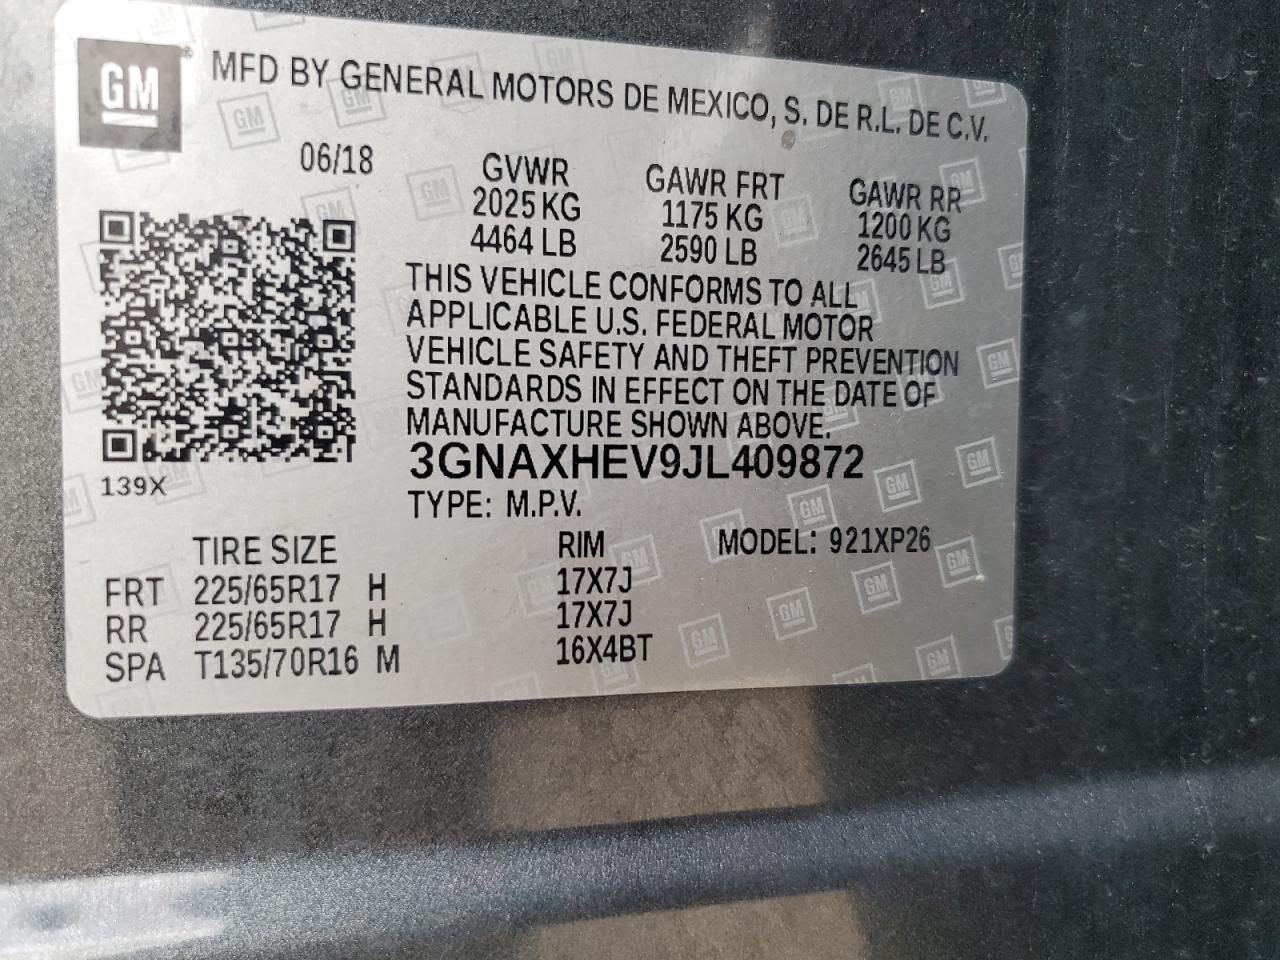 GM
MFD BY GENERAL MOTORS DE MEXICO, S. DE R.L. DE C.V.
06/18 GVWR GAWR FRT GAWR RR
2025 KG 1175 KG 1200 KG
4464 LB 2590 LB 2645 LB
THIS VEHICLE CONFORMS TO ALL
APPLICABLE U.S. FEDERAL MOTOR
VEHICLE SAFETY AND THEFT PREVENTION
STANDARDS IN EFFECT ON THE DATE OF
MANUFACTURE SHOWN ABOVE.
3GNAXHEV9JL409872
139X
TYPE: M.P.V.
TIRE SIZE RIM MODEL: 921XP26
FRT 225/65R17 H 17X7J
RR 225/65R17 H 17X7J
SPA T135/70R16 M 16X4BT